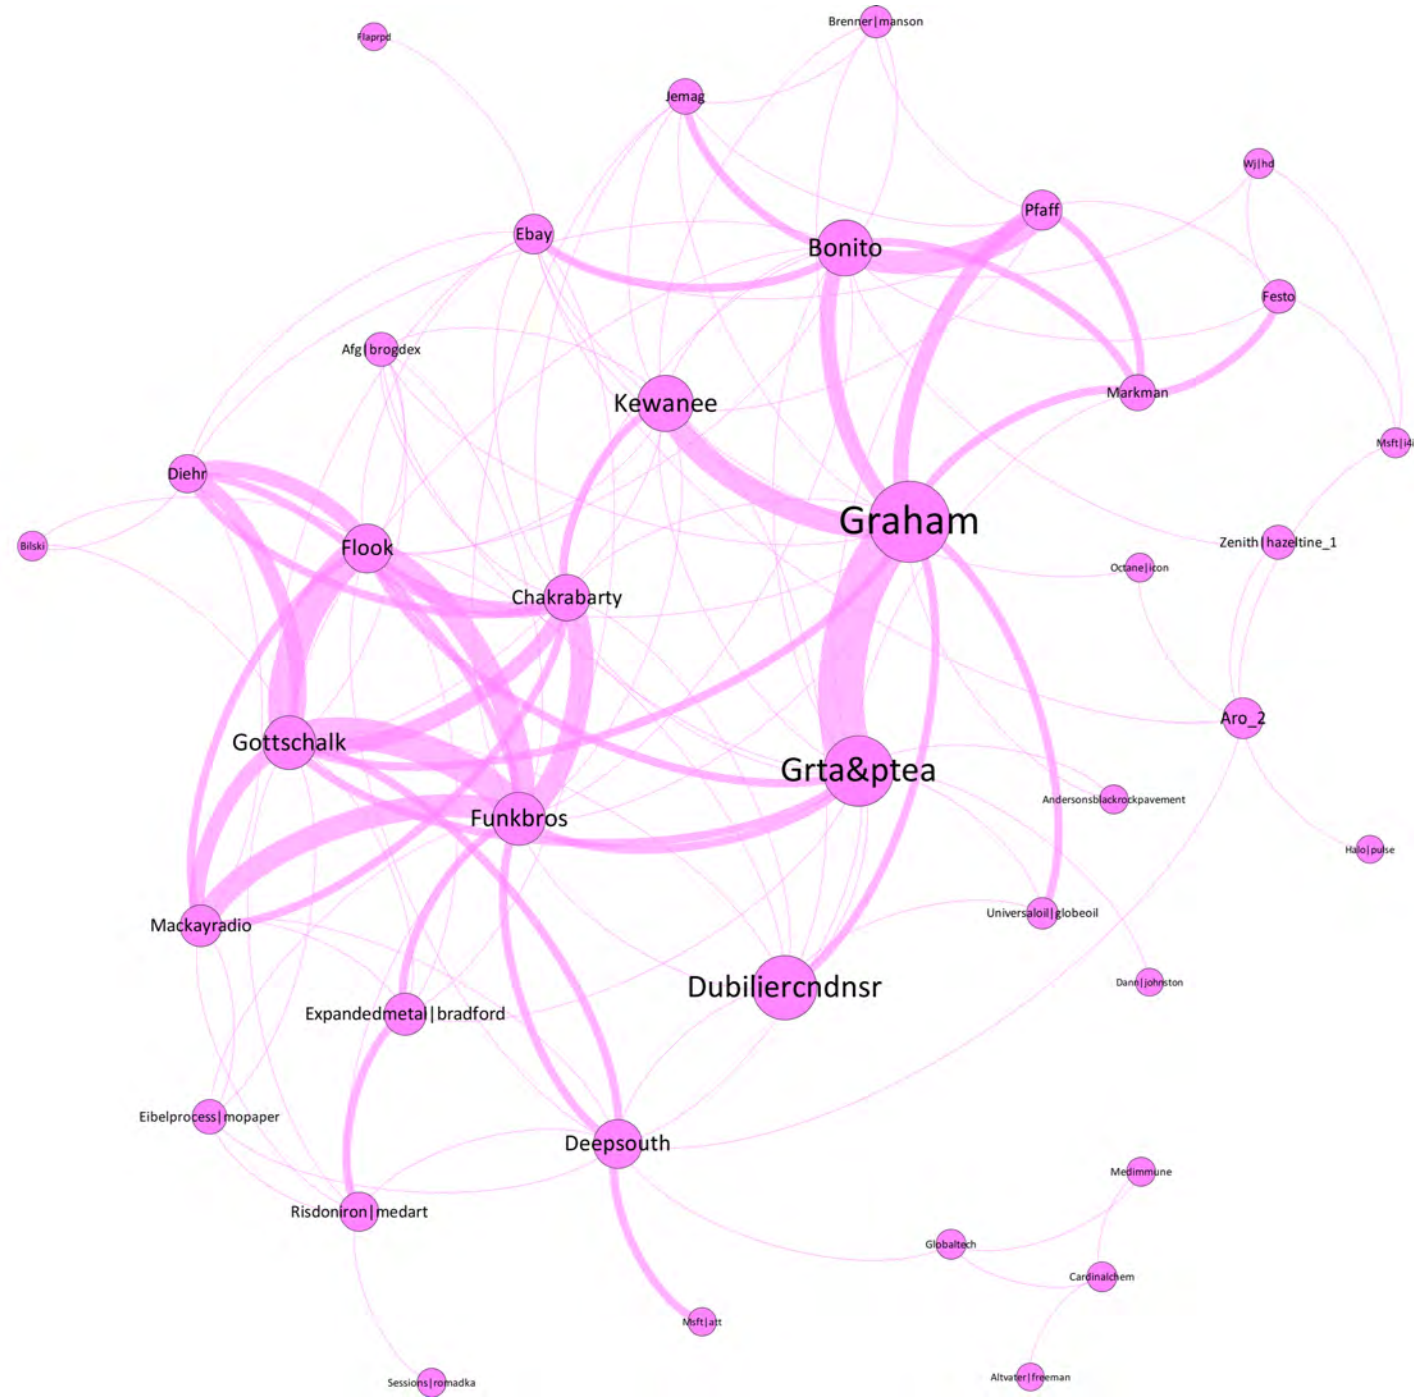 Brenner|manson
Flaprpd
Jemag
Wj|hd
Pfaff
Ebay
Bonito
Festo
Afg|brogdex
Markman
Kewanee
Msft|i4i
Diehr
Graham
Zenith|hazeltine_1
Bilski
Flook
Octane|icon
Chakrabarty
Aro_2
Gottschalk
Grta&ptea
Andersonsblackrockpavement
Funkbros
Halo|pulse
Universaloil|globeoil
Mackayradio
Dann|johnston
Dubiliercndnsr
Expandedmetal|bradford
Eibelprocess|mopaper
Deepsouth
Medimmune
Risdoniron|medart
Globaltech
Cardinalchem
Msft|att
Altvater|freeman
Sessions|romadka